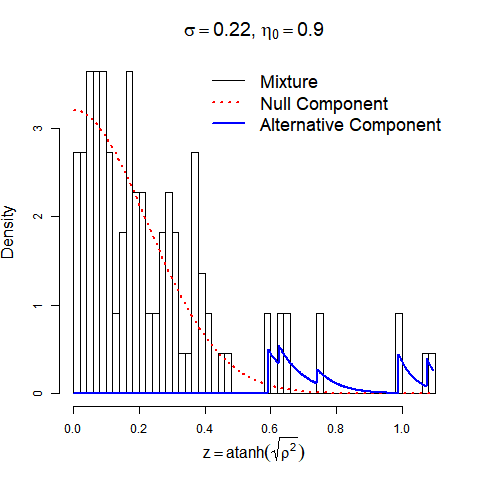 σ = 0.22, η₀ = 0.9
Mixture
Null Component
Alternative Component
Density
3
2
1
0
0.0 0.2 0.4 0.6 0.8 1.0
z = atanh(√ρ²)